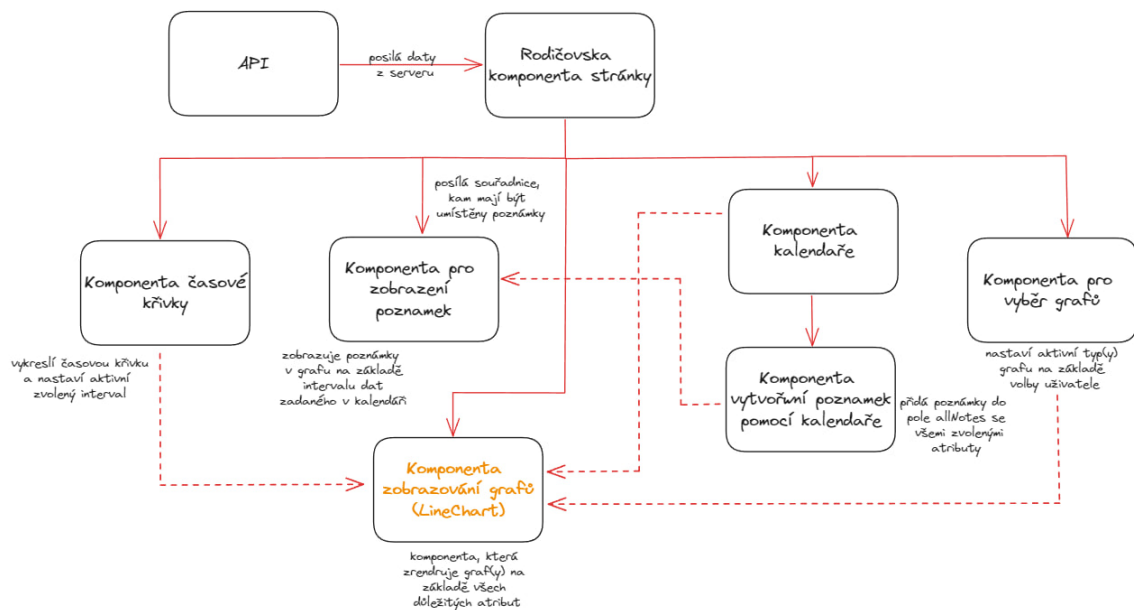 API
posilá daty
z serveru
Rodičovska
komponenta stránky
posílá souřadnice,
kam mají být
umístěny poznámky
Komponenta časové
křivky
vykreslí časovou křivku
a nastaví aktivní
zvolený interval
Komponenta pro
zobrazení
poznamek
zobrazuje poznámky
v grafu na základě
intervalu dat
zadaného v kalendáři
Komponenta
kalendaře
Komponenta
vytvořwní poznamek
pomocí kalendaře
přidá poznámky do
pole allNotes se
všemi zvolenými
atributy
Komponenta pro
vyběr grafů
nastaví aktivní typ(y)
grafu na základě
volby uživatele
Komponenta
zobrazování grafů
(LineChart)
komponenta, která
zrendruje graf(y) na
základě všech
důležitých atribut